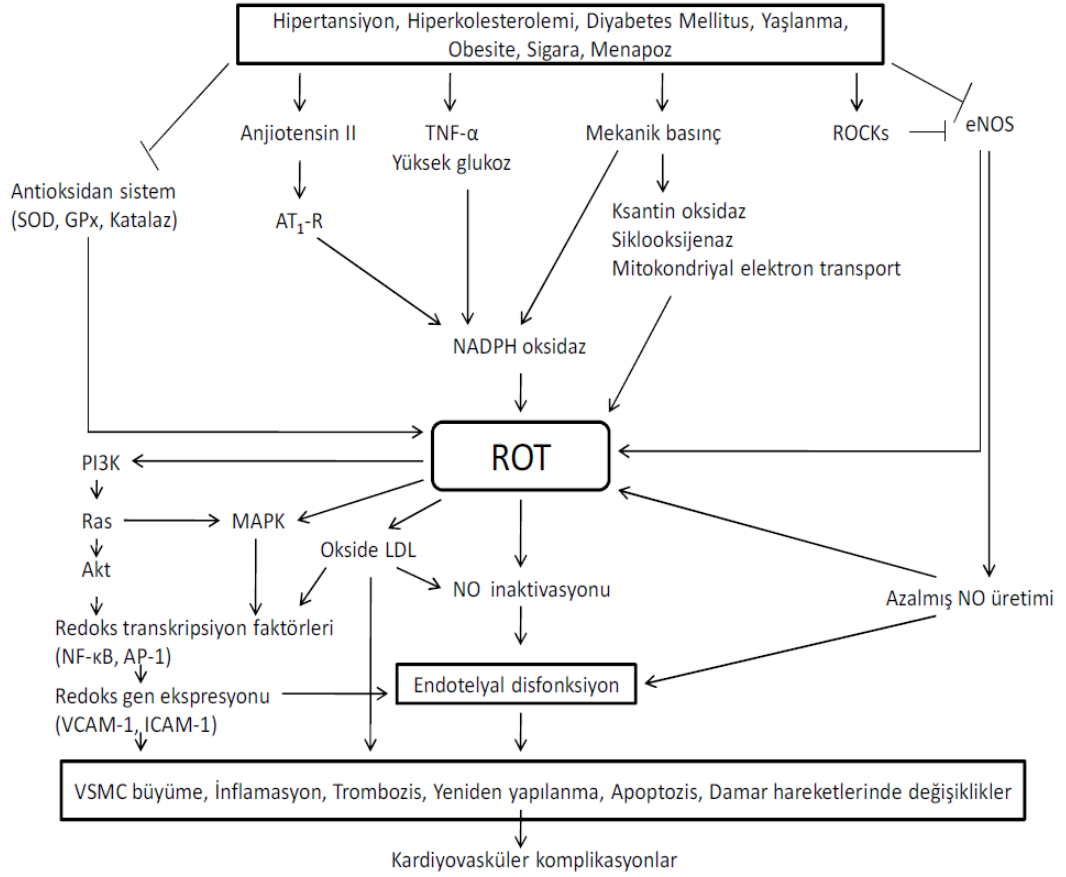 Hipertansiyon, Hiperkolesterolemi, Diyabetes Mellitus, Yaşlanma,
Obesite, Sigara, Menapoz
Anjiotensin II
TNF-α
Yüksek glukoz
Mekanik basınç
ROCKs
eNOS
Antioksidan sistem
(SOD, GPx, Katalaz)
AT₁-R
Ksantin oksidaz
Siklooksijenaz
Mitokondriyal elektron transport
NADPH oksidaz
ROT
PI3K
Ras
MAPK
Akt
Okside LDL
NO inaktivasyonu
Azalmış NO üretimi
Redoks transkripsiyon faktörleri
(NF-κB, AP-1)
Redoks gen ekspresyonu
(VCAM-1, ICAM-1)
Endotelyal disfonksiyon
VSMC büyüme, İnflamasyon, Trombozis, Yeniden yapılanma, Apoptozis, Damar hareketlerinde değişiklikler
Kardiyovasküler komplikasyonlar